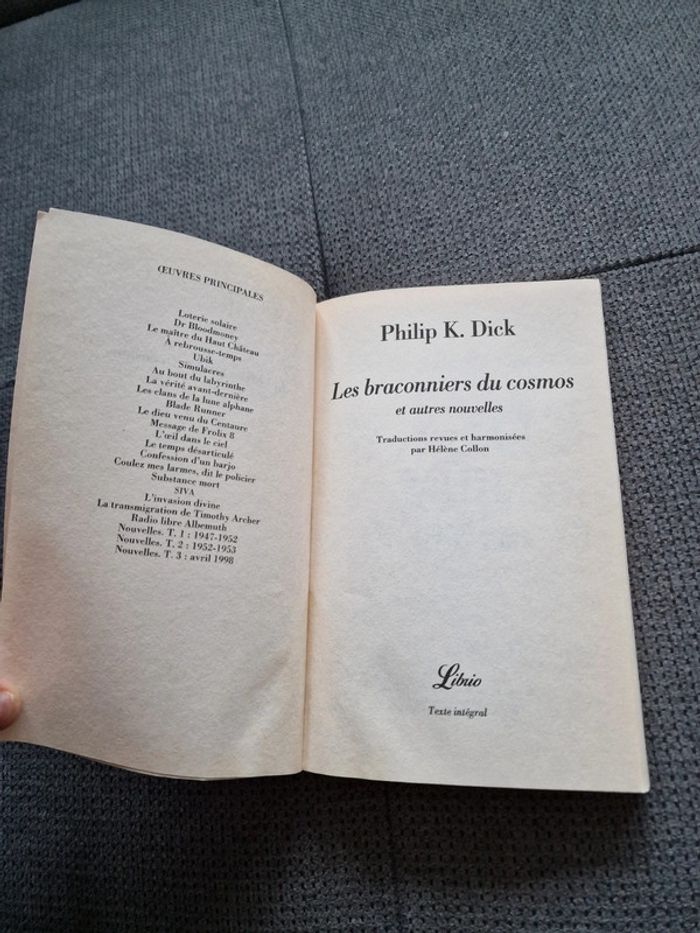 ŒUVRES PRINCIPALES
Loterie solaire
Dr Bloodmoney
Le maître du Haut Château
À rebrousse-temps
Ubik
Simulacres
Au bout du labyrinthe
La vérité avant-dernière
Les clans de la lune alphane
Blade Runner
Le dieu venu du Centaure
Message de Frolix 8
L'œil dans le ciel
Le temps désarticulé
Confession d'un barjo
Coulez mes larmes, dit le policier
Substance mort
SIVA
L'invasion divine
La transmigration de Timothy Archer
Radio libre Albemuth
Nouvelles. T. 1 : 1947-1952
Nouvelles. T. 2 : 1952-1953
Nouvelles. T. 3 : avril 1998
Philip K. Dick
Les braconniers du cosmos
et autres nouvelles
Traductions revues et harmonisées
par Hélène Collon
Librio
Texte intégral